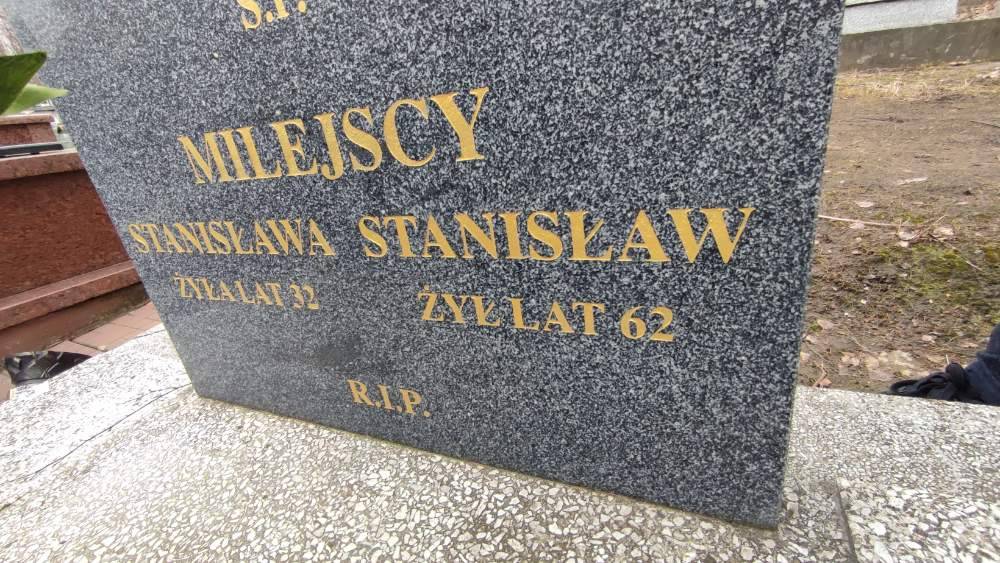 Ś.P.
MILEJSCY
STANISŁAWA STANISŁAW
ŻYŁA LAT 32 ŻYŁ LAT 62
R.I.P.